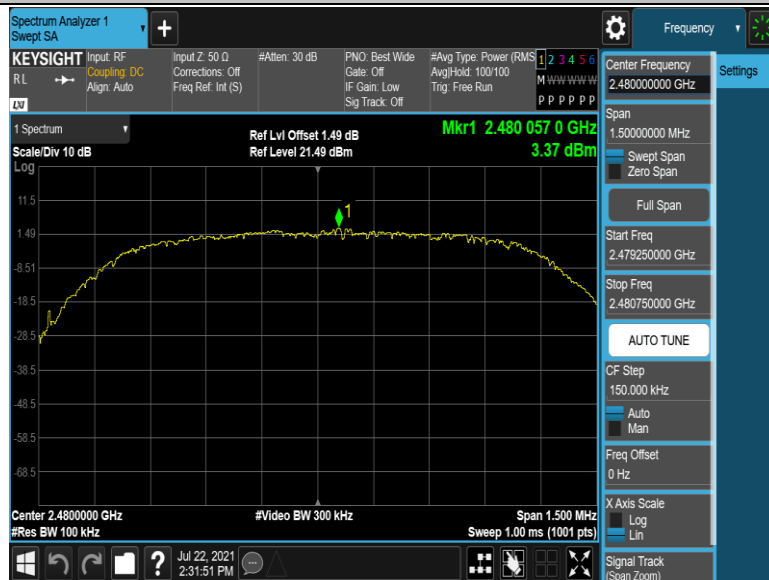 Spectrum Analyzer 1
Swept SA
+
Frequency
KEYSIGHT
R L
LXI
Input: RF
Coupling: DC
Align: Auto
Input Z: 50 Ω
Corrections: Off
Freq Ref: Int (S)
#Atten: 30 dB
PNO: Best Wide
Gate: Off
IF Gain: Low
Sig Track: Off
#Avg Type: Power (RMS
Avg|Hold: 100/100
Trig: Free Run
1 2 3 4 5 6
M W W W W W
P P P P P P
Settings
1 Spectrum
Scale/Div 10 dB
Log
Ref Lvl Offset 1.49 dB
Ref Level 21.49 dBm
Mkr1 2.480 057 0 GHz
3.37 dBm
11.5
1.49
-8.51
-18.5
-28.5
-38.5
-48.5
-58.5
-68.5
1
Center 2.4800000 GHz
#Res BW 100 kHz
#Video BW 300 kHz
Span 1.500 MHz
Sweep 1.00 ms (1001 pts)
Center Frequency
2.480000000 GHz
Span
1.50000000 MHz
Swept Span
Zero Span
Full Span
Start Freq
2.479250000 GHz
Stop Freq
2.480750000 GHz
AUTO TUNE
CF Step
150.000 kHz
Auto
Man
Freq Offset
0 Hz
X Axis Scale
Log
Lin
Signal Track
(Span Zoom)
?
Jul 22, 2021
2:31:51 PM